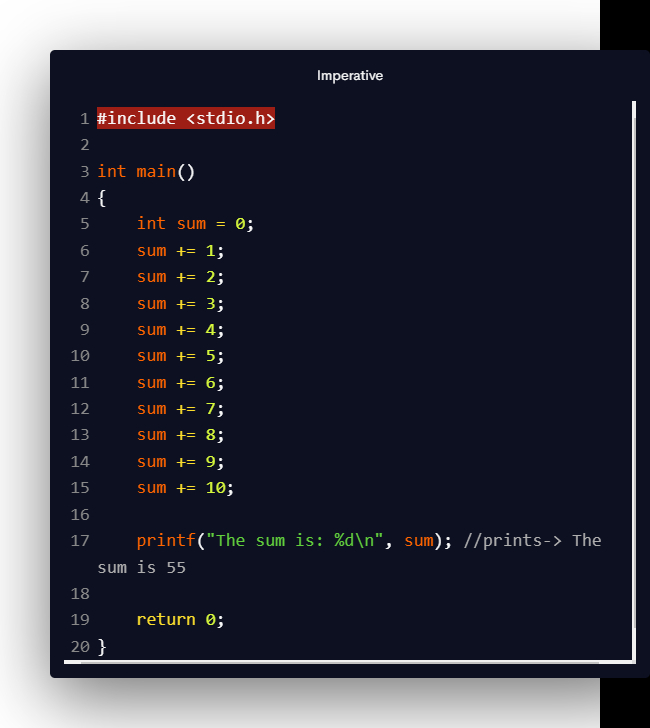 Imperative
1 #include <stdio.h>
2
3 int main()
4 {
5     int sum = 0;
6     sum += 1;
7     sum += 2;
8     sum += 3;
9     sum += 4;
10     sum += 5;
11     sum += 6;
12     sum += 7;
13     sum += 8;
14     sum += 9;
15     sum += 10;
16
17     printf("The sum is: %d\n", sum); //prints-> The
sum is 55
18
19     return 0;
20 }